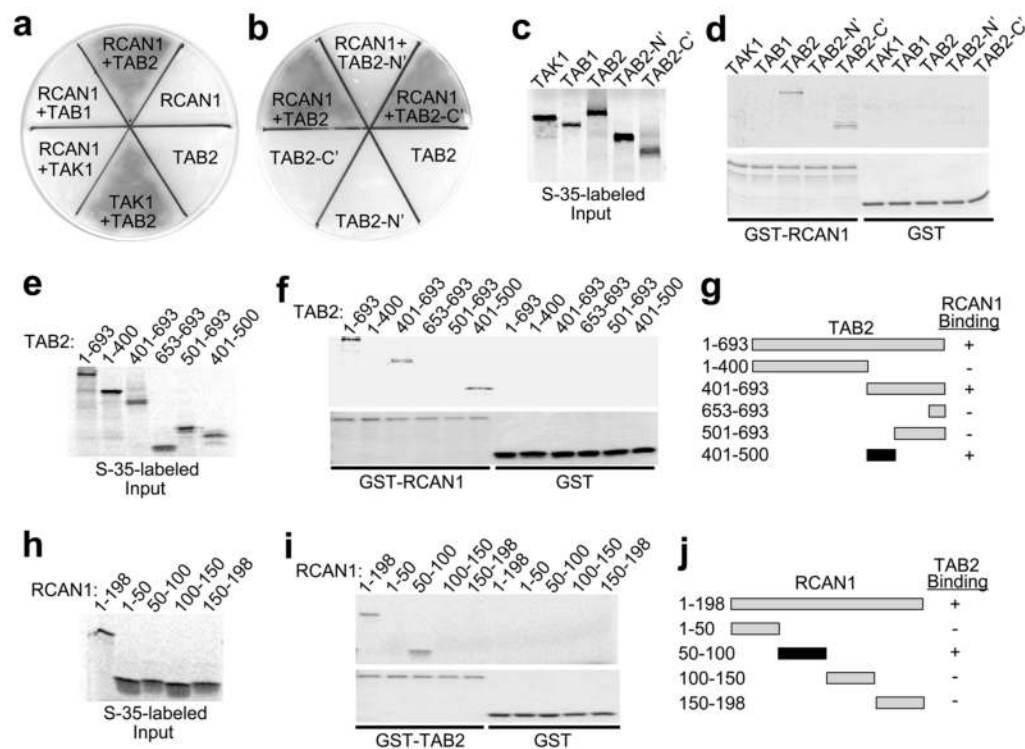 a
RCAN1
+TAB2
RCAN1
+TAB1
RCAN1
RCAN1
+TAK1
TAB2
TAK1
+TAB2
b
RCAN1+
TAB2-N'
RCAN1
+TAB2
RCAN1
+TAB2-C'
TAB2-C'
TAB2
TAB2-N'
c
TAK1 TAB1 TAB2 TAB2-N' TAB2-C'
S-35-labeled
Input
d
TAK1 TAB1 TAB2 TAB2-N' TAB2-C' TAK1 TAB1 TAB2 TAB2-N' TAB2-C'
GST-RCAN1 GST
e
TAB2: 1-693 1-400 401-693 653-693 501-693 401-500
S-35-labeled
Input
f
TAB2: 1-693 1-400 401-693 653-693 501-693 401-500 1-693 1-400 401-693 653-693 501-693 401-500
GST-RCAN1 GST
g
RCAN1
TAB2 Binding
1-693 +
1-400 -
401-693 +
653-693 -
501-693 -
401-500 +
h
RCAN1: 1-198 1-50 50-100 100-150 150-198
S-35-labeled
Input
i
RCAN1: 1-198 1-50 50-100 100-150 150-198 1-198 1-50 50-100 100-150 150-198
GST-TAB2 GST
j
TAB2
RCAN1 Binding
1-198 +
1-50 -
50-100 +
100-150 -
150-198 -